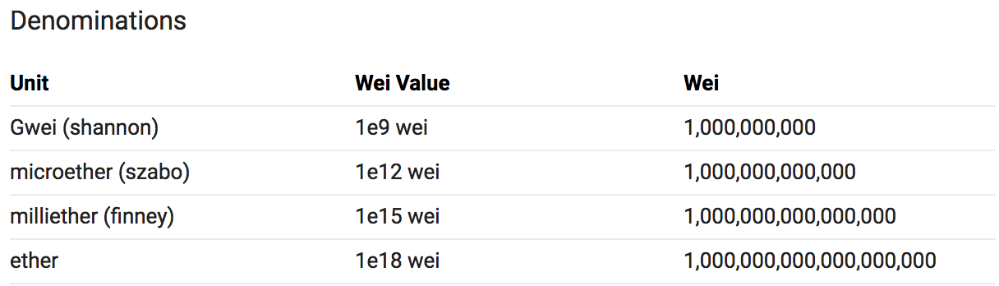 Denominations
Unit Wei Value Wei
Gwei (shannon) 1e9 wei 1,000,000,000
microether (szabo) 1e12 wei 1,000,000,000,000
milliether (finney) 1e15 wei 1,000,000,000,000,000
ether 1e18 wei 1,000,000,000,000,000,000